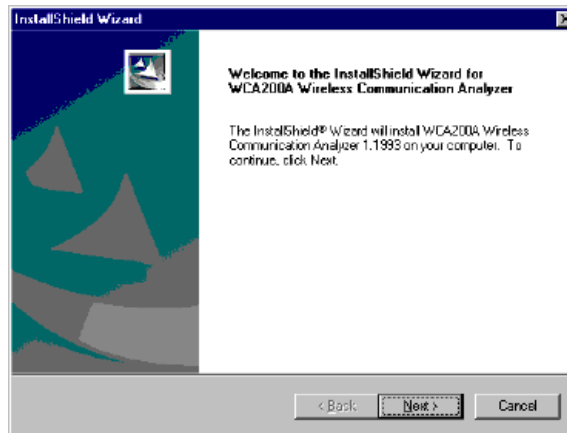 InstallShield Wizard
Welcome to the InstallShield Wizard for
WCA200A Wireless Communication Analyzer
The InstallShield® Wizard will install WCA200A Wireless
Communication Analyzer 1.1993 on your computer. To
continue, click Next.
< Back
Next >
Cancel